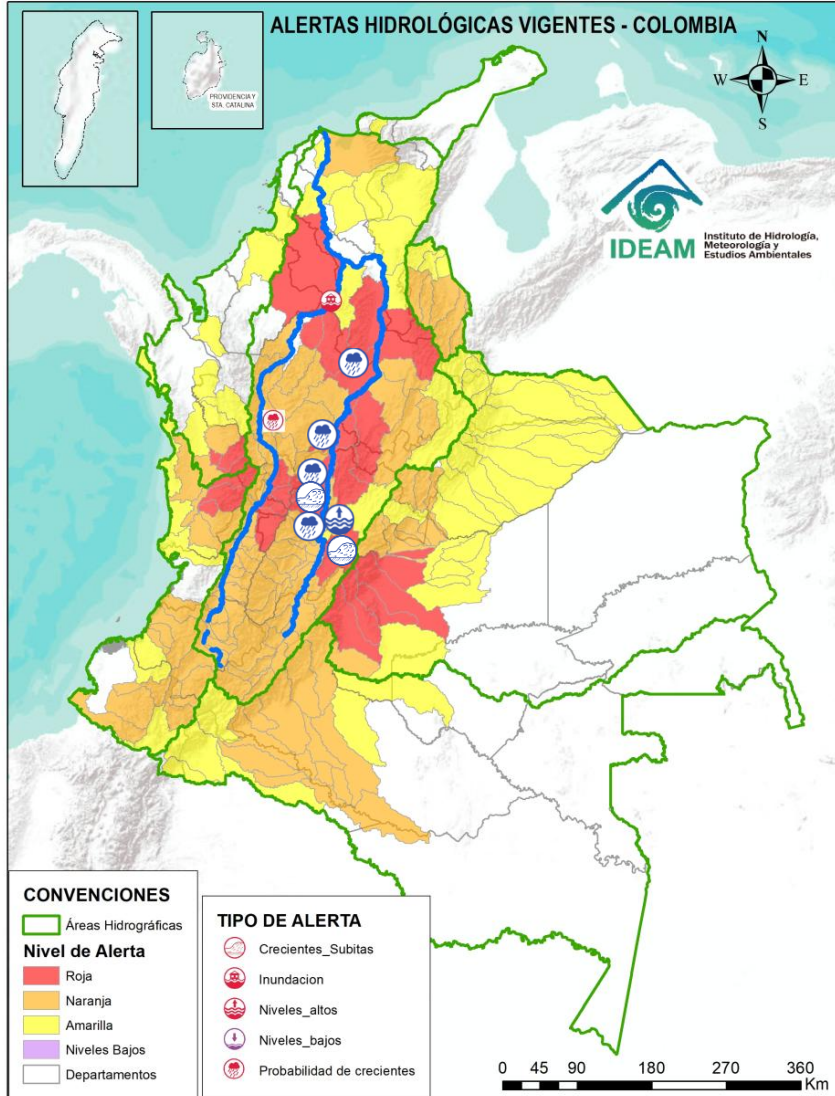 ALERTAS HIDROLÓGICAS VIGENTES - COLOMBIA
PROVIDENCIA Y
STA. CATALINA
N
W
E
S
IDEAM
Instituto de Hidrología,
Meteorología y
Estudios Ambientales
CONVENCIONES
Áreas Hidrográficas
Nivel de Alerta
Roja
Naranja
Amarilla
Niveles Bajos
Departamentos
TIPO DE ALERTA
Crecientes_Subitas
Inundacion
Niveles_altos
Niveles_bajos
Probabilidad de crecientes
0 45 90 180 270 360
Km